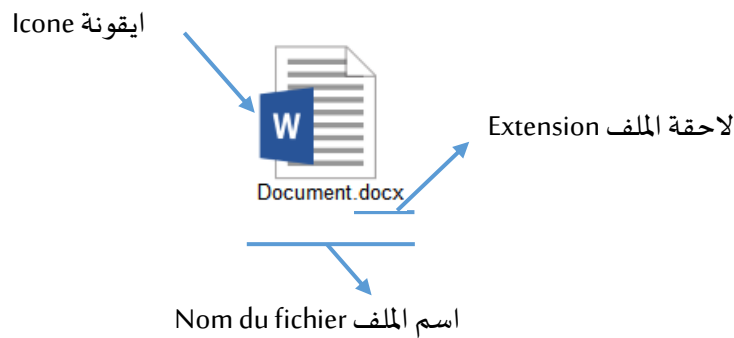 ايقونة Icone
W
لاحقة الملف Extension
Document.docx
اسم الملف Nom du fichier